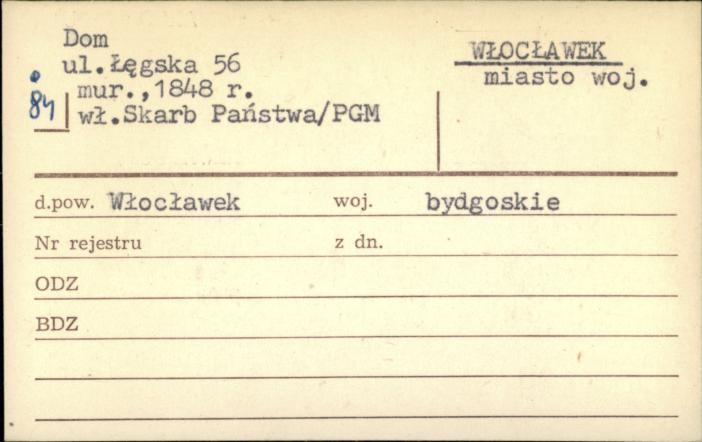 Dom
ul.Łęgska 56
mur.,1848 r.
wł.Skarb Państwa/PGM
84
WŁOCŁAWEK
miasto woj.
d.pow. Włocławek woj. bydgoskie
Nr rejestru z dn.
ODZ
BDZ